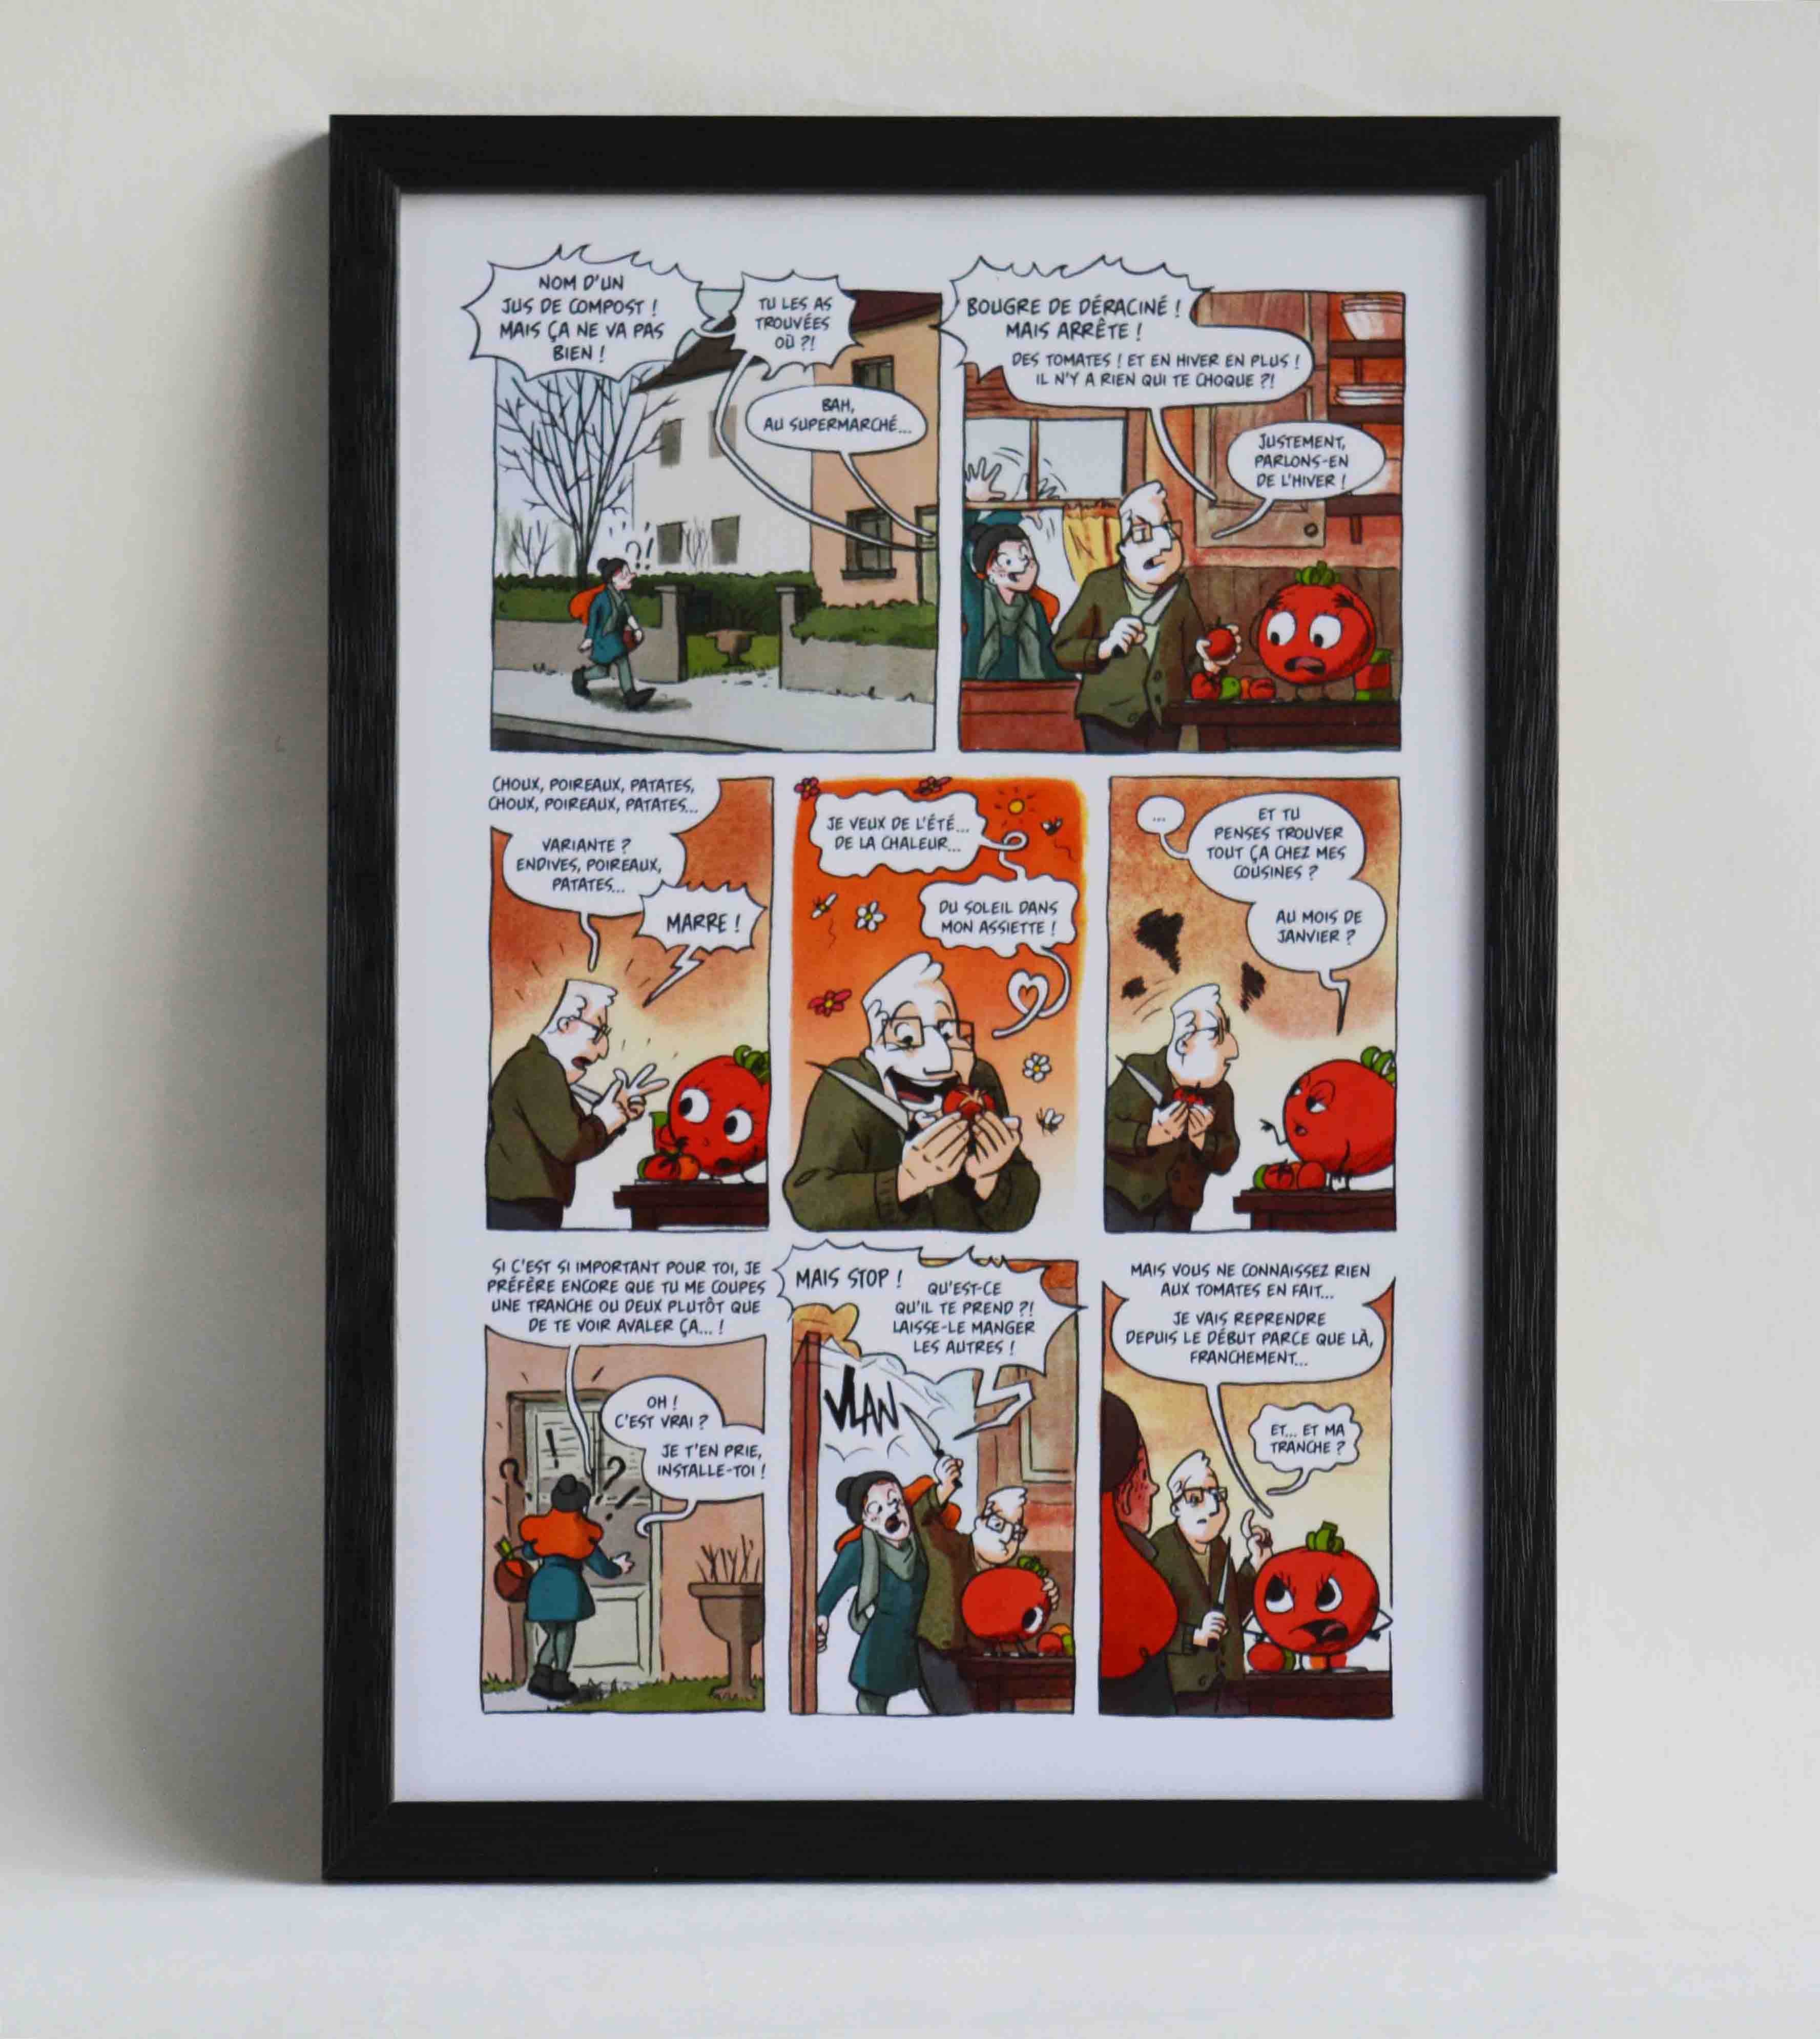 NOM D'UN
JUS DE COMPOST !
MAIS ÇA NE VA PAS
BIEN !
TU LES AS
TROUVÉES
OÙ ?!
BAH,
AU SUPERMARCHÉ...
?!
BOUGRE DE DÉRACINÉ !
MAIS ARRÊTE !
DES TOMATES ! ET EN HIVER EN PLUS !
IL N'Y A RIEN QUI TE CHOQUE ?!
JUSTEMENT,
PARLONS-EN
DE L'HIVER !
CHOUX, POIREAUX, PATATES,
CHOUX, POIREAUX, PATATES...
VARIANTE ?
ENDIVES, POIREAUX,
PATATES...
MARRE !
JE VEUX DE L'ÉTÉ...
DE LA CHALEUR...
DU SOLEIL DANS
MON ASSIETTE !
...
ET TU
PENSES TROUVER
TOUT ÇA CHEZ MES
COUSINES ?
AU MOIS DE
JANVIER ?
SI C'EST SI IMPORTANT POUR TOI, JE
PRÉFÈRE ENCORE QUE TU ME COUPES
UNE TRANCHE OU DEUX PLUTÔT QUE
DE TE VOIR AVALER ÇA... !
OH !
C'EST VRAI ?
JE T'EN PRIE,
INSTALLE-TOI !
? ! ? !
MAIS STOP !
QU'EST-CE
QU'IL TE PREND ?!
LAISSE-LE MANGER
LES AUTRES !
VLAN
MAIS VOUS NE CONNAISSEZ RIEN
AUX TOMATES EN FAIT...
JE VAIS REPRENDRE
DEPUIS LE DÉBUT PARCE QUE LÀ,
FRANCHEMENT...
ET... ET MA
TRANCHE ?